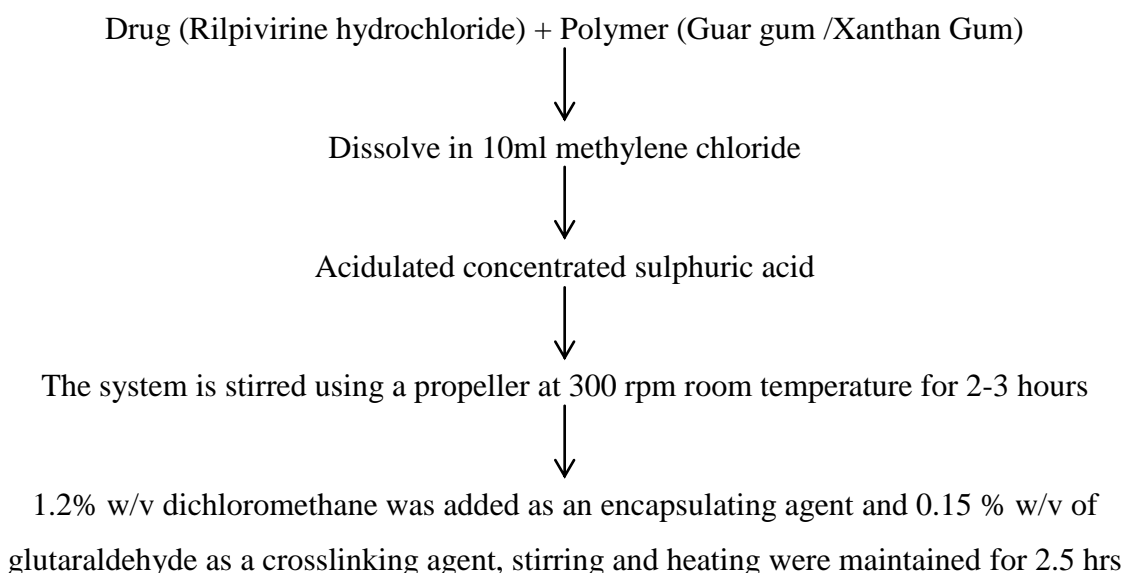 Drug (Rilpivirine hydrochloride) + Polymer (Guar gum /Xanthan Gum)
Dissolve in 10ml methylene chloride
Acidulated concentrated sulphuric acid
The system is stirred using a propeller at 300 rpm room temperature for 2-3 hours
1.2% w/v dichloromethane was added as an encapsulating agent and 0.15 % w/v of
glutaraldehyde as a crosslinking agent, stirring and heating were maintained for 2.5 hrs